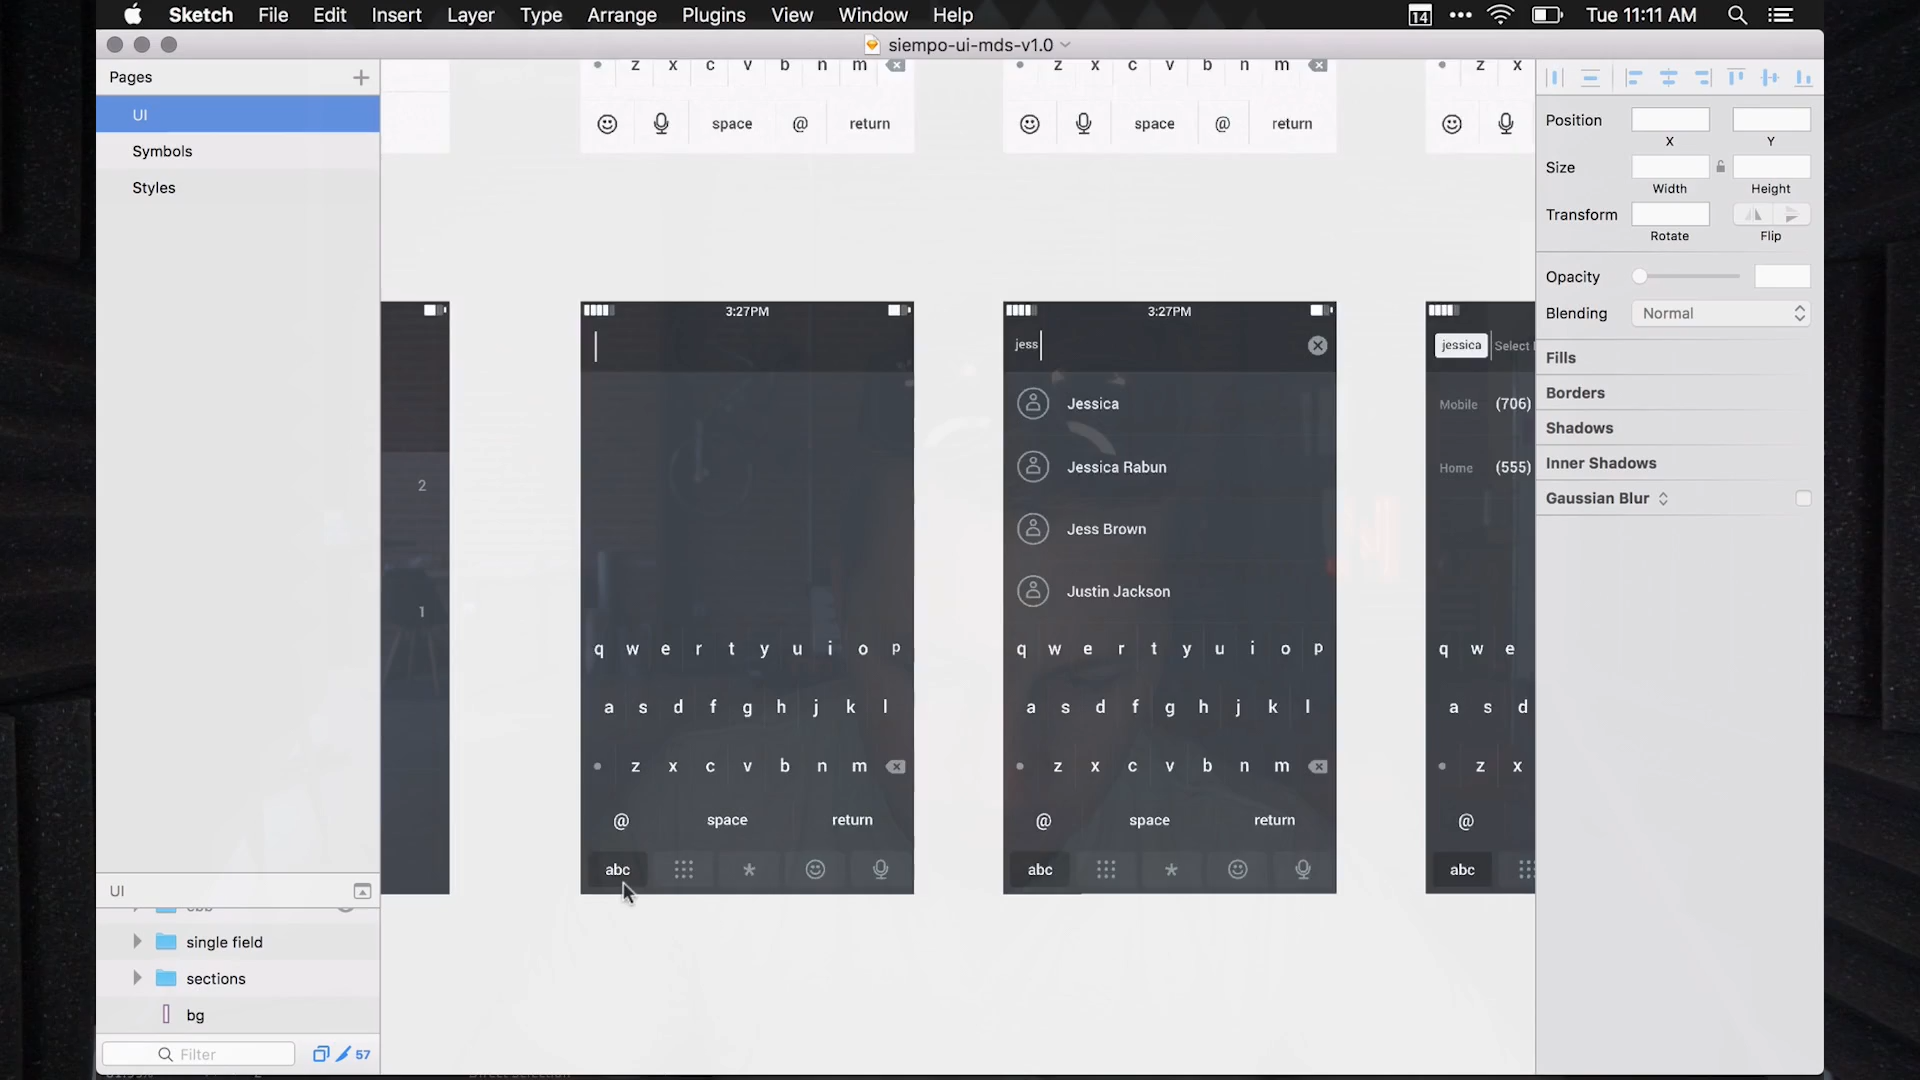 Sketch File Edit Insert Layer Type Arrange Plugins View Window Help 14 Tue 11:11 AM
siempo-ui-mds-v1.0
Pages
UI
Symbols
Styles
z x c v b n m
space @ return
z x c v b n m
space @ return
z x
2
1
3:27PM
q w e r t y u i o p
a s d f g h j k l
z x c v b n m
@ space return
abc *
3:27PM
jess
Jessica
Jessica Rabun
Jess Brown
Justin Jackson
q w e r t y u i o p
a s d f g h j k l
z x c v b n m
@ space return
abc *
jessica Select
Mobile (706)
Home (555)
q w e
a s d
z x
@
abc
Position
X Y
Size
Width Height
Transform
Rotate Flip
Opacity
Blending Normal
Fills
Borders
Shadows
Inner Shadows
Gaussian Blur
UI
single field
sections
bg
Filter 57